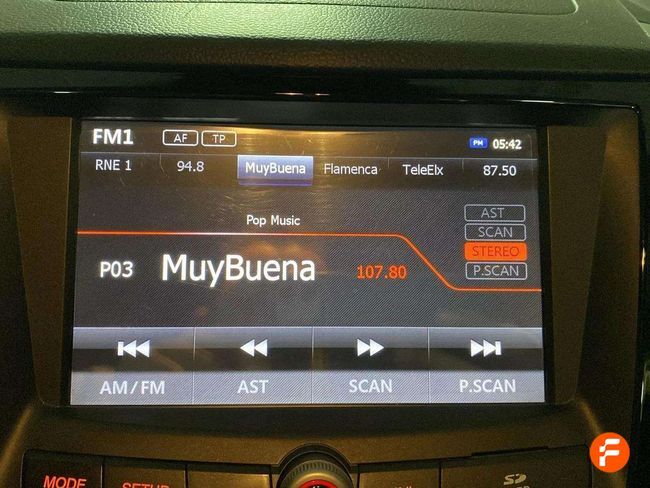 FM1 AF TP PM 05:42
RNE 1 94.8 MuyBuena Flamenca TeleElx 87.50
Pop Music
AST
SCAN
STEREO
P.SCAN
P03 MuyBuena 107.80
AM/FM AST SCAN P.SCAN
MODE SETUP SD